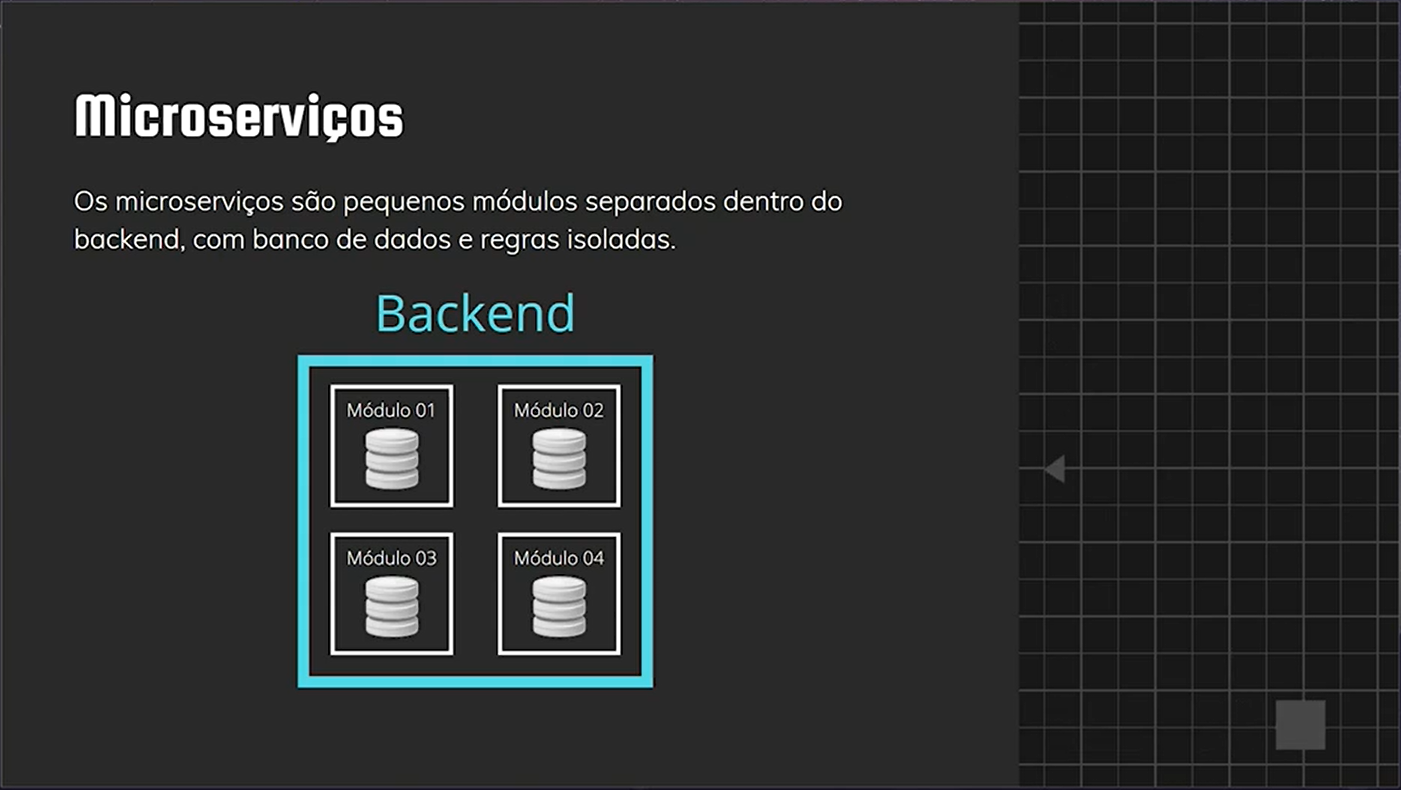 Microserviços
Os microserviços são pequenos módulos separados dentro do
backend, com banco de dados e regras isoladas.
Backend
Módulo 01
Módulo 02
Módulo 03
Módulo 04